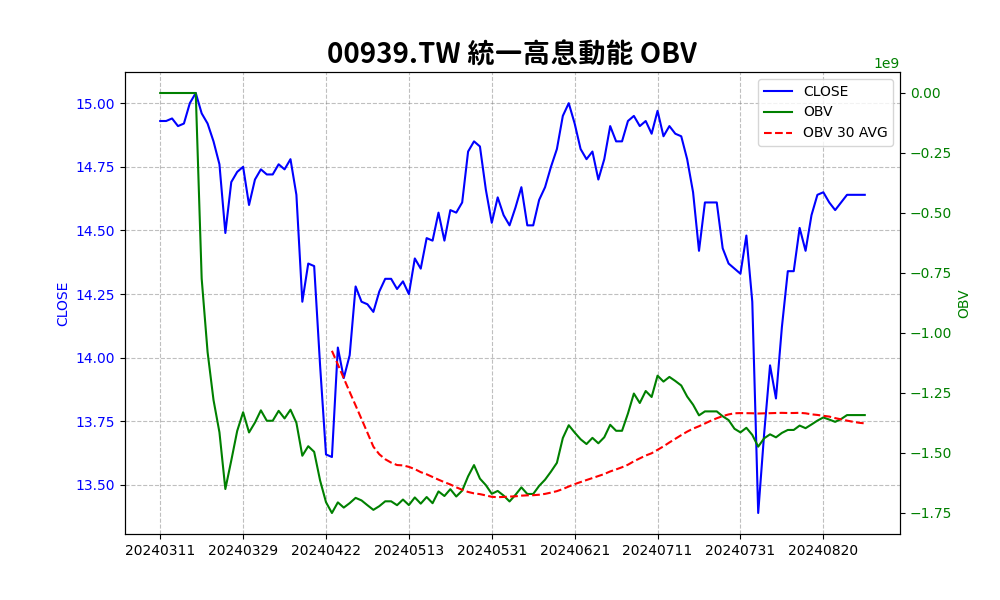 00939.TW 統一高息動能 OBV
1e9
CLOSE
OBV
OBV 30 AVG
15.00
14.75
14.50
14.25
14.00
13.75
13.50
CLOSE
0.00
−0.25
−0.50
−0.75
−1.00
−1.25
−1.50
−1.75
OBV
20240311 20240329 20240422 20240513 20240531 20240621 20240711 20240731 20240820